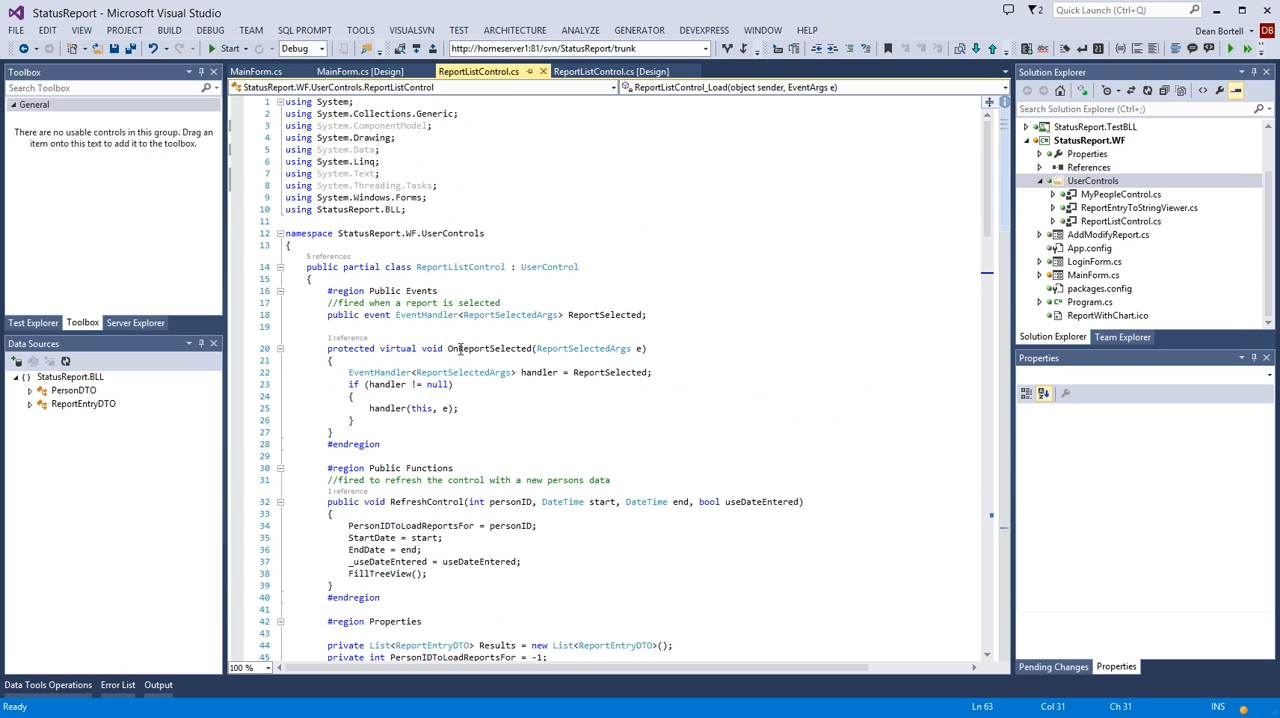 StatusReport - Microsoft Visual Studio
2
Quick Launch (Ctrl+;)
FILE EDIT VIEW PROJECT BUILD DEBUG TEAM SQL PROMPT TOOLS VISUALSVN TEST ARCHITECTURE ANALYZE GENERATOR DEVEXPRESS WINDOW HELP
Dean Bortell DB
Start Debug http://homeserver1:81/svn/StatusReport/trunk
Toolbox
Search Toolbox
General
There are no usable controls in this group. Drag an
item onto this text to add it to the toolbox.
Test Explorer Toolbox Server Explorer
Data Sources
StatusReport.BLL
PersonDTO
ReportEntryDTO
MainForm.cs MainForm.cs [Design] ReportListControl.cs ReportListControl.cs [Design]
StatusReport.WF.UserControls.ReportListControl ReportListControl_Load(object sender, EventArgs e)
1 using System;
2 using System.Collections.Generic;
3 using System.ComponentModel;
4 using System.Drawing;
5 using System.Data;
6 using System.Linq;
7 using System.Text;
8 using System.Threading.Tasks;
9 using System.Windows.Forms;
10 using StatusReport.BLL;
11
12 namespace StatusReport.WF.UserControls
13 {
5 references
14 public partial class ReportListControl : UserControl
15 {
16 #region Public Events
17 //fired when a report is selected
18 public event EventHandler<ReportSelectedArgs> ReportSelected;
19
1 reference
20 protected virtual void OnReportSelected(ReportSelectedArgs e)
21 {
22 EventHandler<ReportSelectedArgs> handler = ReportSelected;
23 if (handler != null)
24 {
25 handler(this, e);
26 }
27 }
28 #endregion
29
30 #region Public Functions
31 //fired to refresh the control with a new persons data
1 reference
32 public void RefreshControl(int personID, DateTime start, DateTime end, bool useDateEntered)
33 {
34 PersonIDToLoadReportsFor = personID;
35 StartDate = start;
36 EndDate = end;
37 _useDateEntered = useDateEntered;
38 FillTreeView();
39 }
40 #endregion
41
42 #region Properties
43
44 private List<ReportEntryDTO> Results = new List<ReportEntryDTO>();
45 private int PersonIDToLoadReportsFor = -1;
100 %
Solution Explorer
Search Solution Explorer (Ctrl+;)
StatusReport.TestBLL
StatusReport.WF
Properties
References
UserControls
MyPeopleControl.cs
ReportEntryToStringViewer.cs
ReportListControl.cs
AddModifyReport.cs
App.config
LoginForm.cs
MainForm.cs
packages.config
Program.cs
ReportWithChart.ico
Solution Explorer Team Explorer
Properties
Pending Changes Properties
Data Tools Operations Error List Output
Ready Ln 63 Col 31 Ch 31 INS